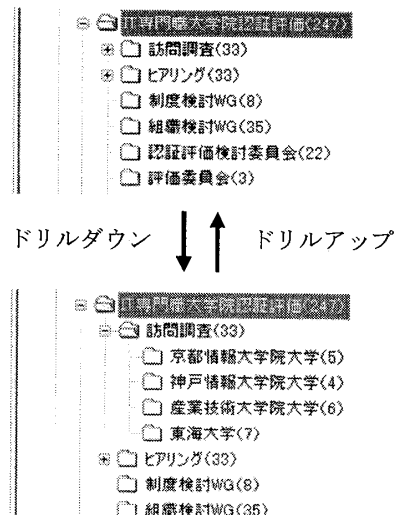 IT専門職大学院認証評価(247)
訪問調査(33)
ヒアリング(33)
制度検討WG(8)
組織検討WG(35)
認証評価検討委員会(22)
評価委員会(3)
ドリルダウン ドリルアップ
IT専門職大学院認証評価(247)
訪問調査(33)
京都情報大学院大学(5)
神戸情報大学院大学(4)
産業技術大学院大学(6)
東海大学(7)
ヒアリング(33)
制度検討WG(8)
組織検討WG(35)